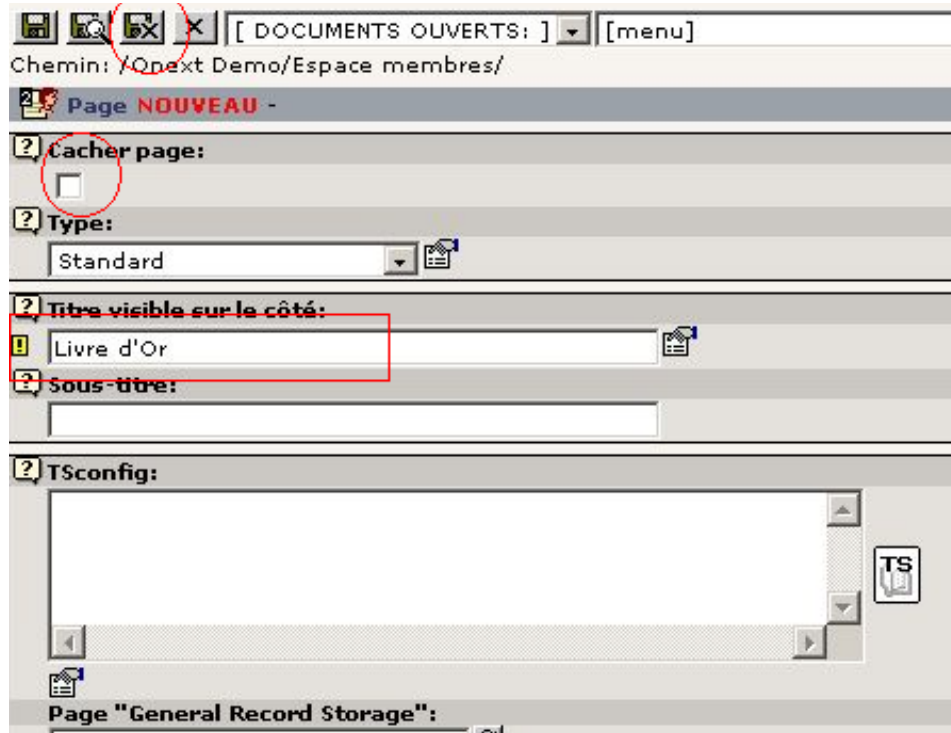 [ DOCUMENTS OUVERTS: ] [menu]
Chemin: /Onext Demo/Espace membres/
Page NOUVEAU -
Cacher page:
Type:
Standard
Titre visible sur le côté:
Livre d'Or
Sous-titre:
TSconfig:
TS
Page "General Record Storage":